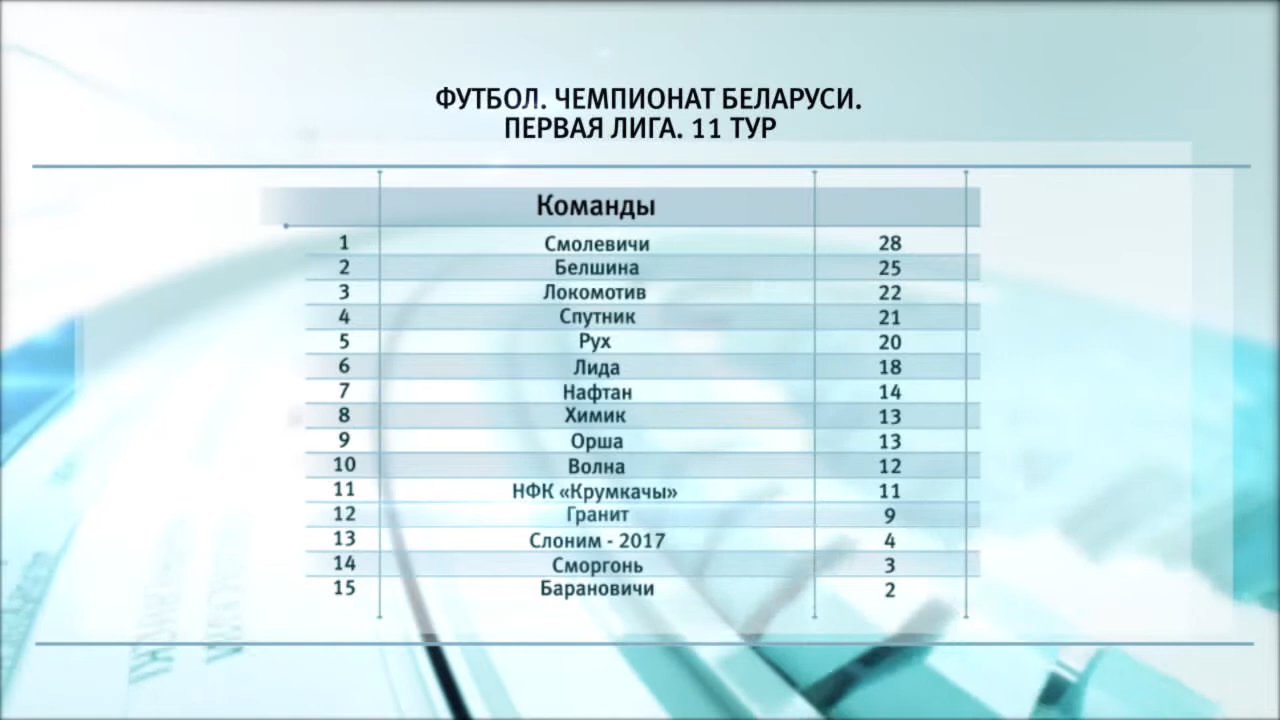 ФУТБОЛ. ЧЕМПИОНАТ БЕЛАРУСИ.
ПЕРВАЯ ЛИГА. 11 ТУР
Команды
1 Смолевичи 28
2 Белшина 25
3 Локомотив 22
4 Спутник 21
5 Рух 20
6 Лида 18
7 Нафтан 14
8 Химик 13
9 Орша 13
10 Волна 12
11 НФК «Крумкачы» 11
12 Гранит 9
13 Слоним - 2017 4
14 Сморгонь 3
15 Барановичи 2